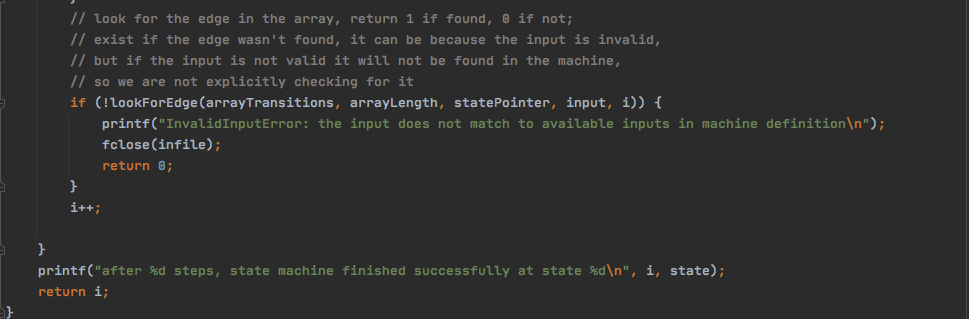 }
// look for the edge in the array, return 1 if found, 0 if not;
// exist if the edge wasn't found, it can be because the input is invalid,
// but if the input is not valid it will not be found in the machine,
// so we are not explicitly checking for it
if (!lookForEdge(arrayTransitions, arrayLength, statePointer, input, i)) {
printf("InvalidInputError: the input does not match to available inputs in machine definition\n");
fclose(infile);
return 0;
}
i++;
}
printf("after %d steps, state machine finished successfully at state %d\n", i, state);
return i;
}